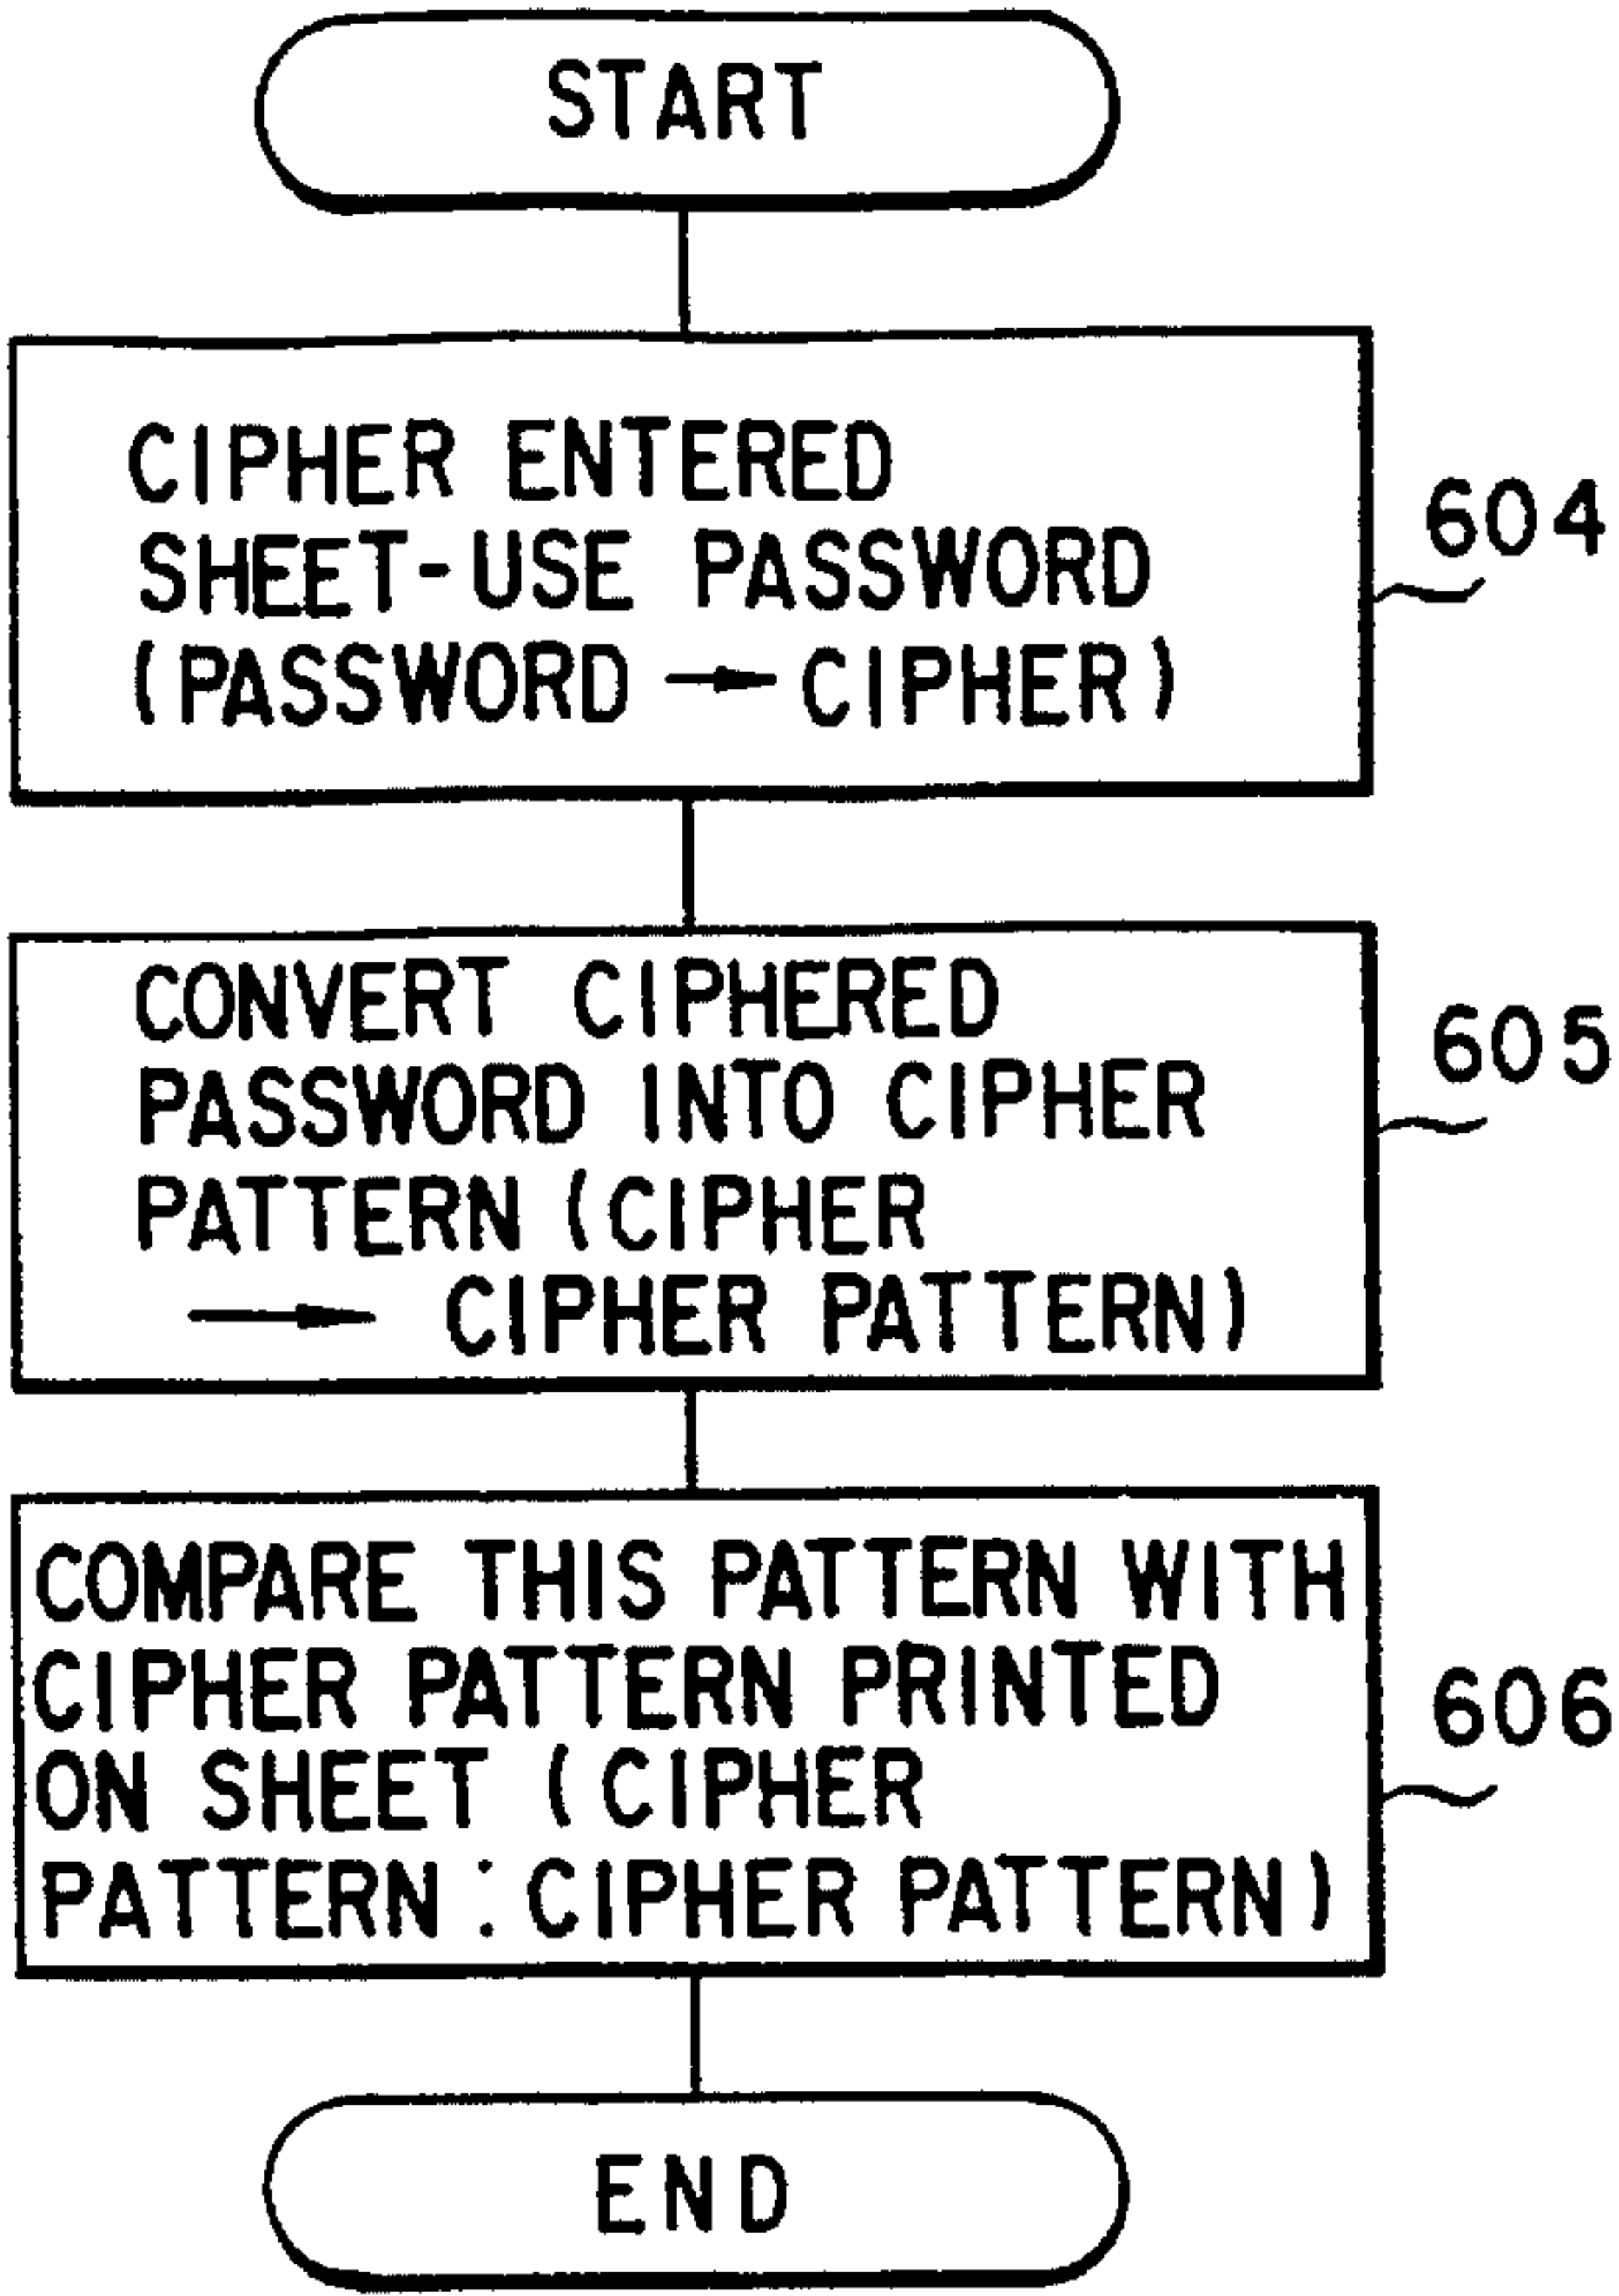 START
CIPHER ENTERED
SHEET-USE PASSWORD
(PASSWORD → CIPHER)
604
CONVERT CIPHERED
PASSWORD INTO CIPHER
PATTERN (CIPHER
→ CIPHER PATTERN)
605
COMPARE THIS PATTERN WITH
CIPHER PATTERN PRINTED
ON SHEET (CIPHER
PATTERN : CIPHER PATTERN)
606
END